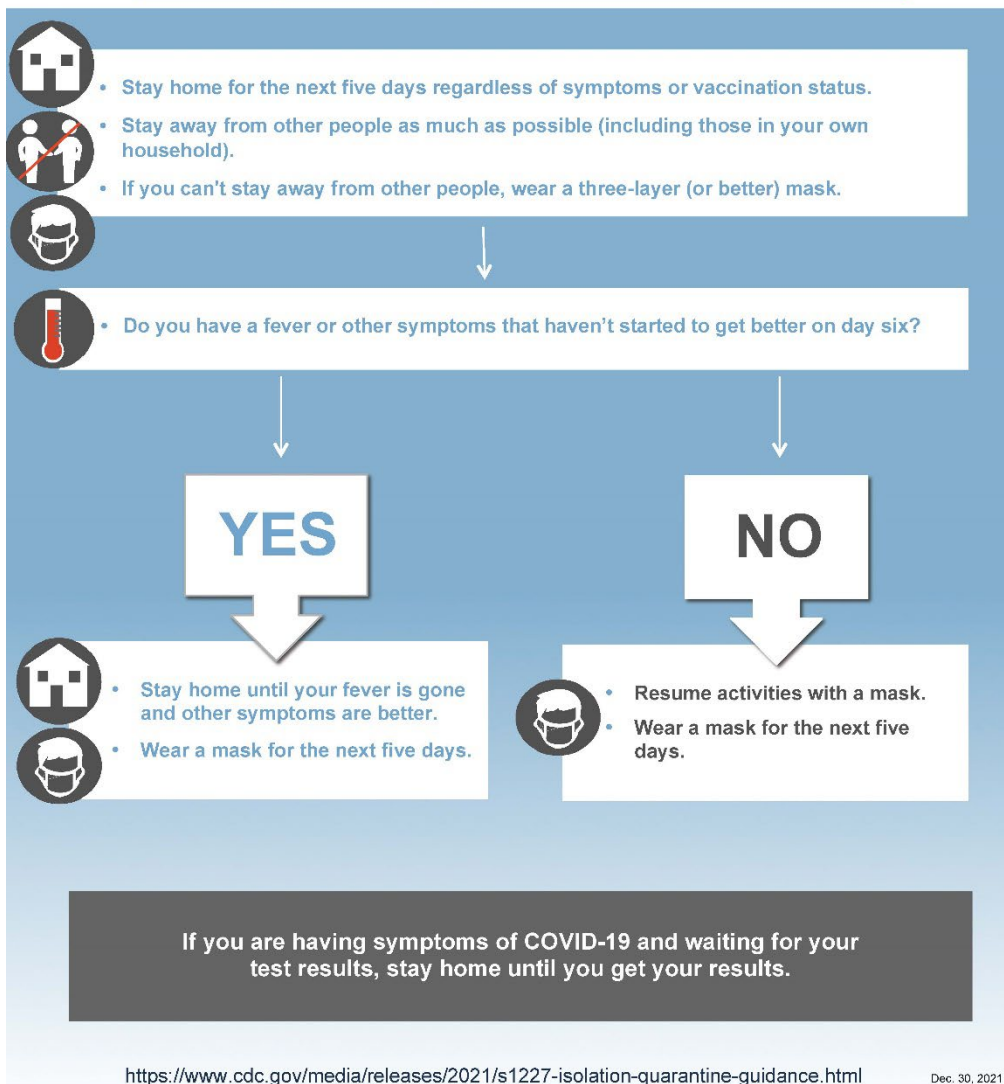 • Stay home for the next five days regardless of symptoms or vaccination status.
• Stay away from other people as much as possible (including those in your own
household).
• If you can't stay away from other people, wear a three-layer (or better) mask.
• Do you have a fever or other symptoms that haven't started to get better on day six?
YES
NO
• Stay home until your fever is gone
and other symptoms are better.
• Wear a mask for the next five days.
• Resume activities with a mask.
• Wear a mask for the next five
days.
If you are having symptoms of COVID-19 and waiting for your
test results, stay home until you get your results.
https://www.cdc.gov/media/releases/2021/s1227-isolation-quarantine-guidance.html
Dec. 30, 2021